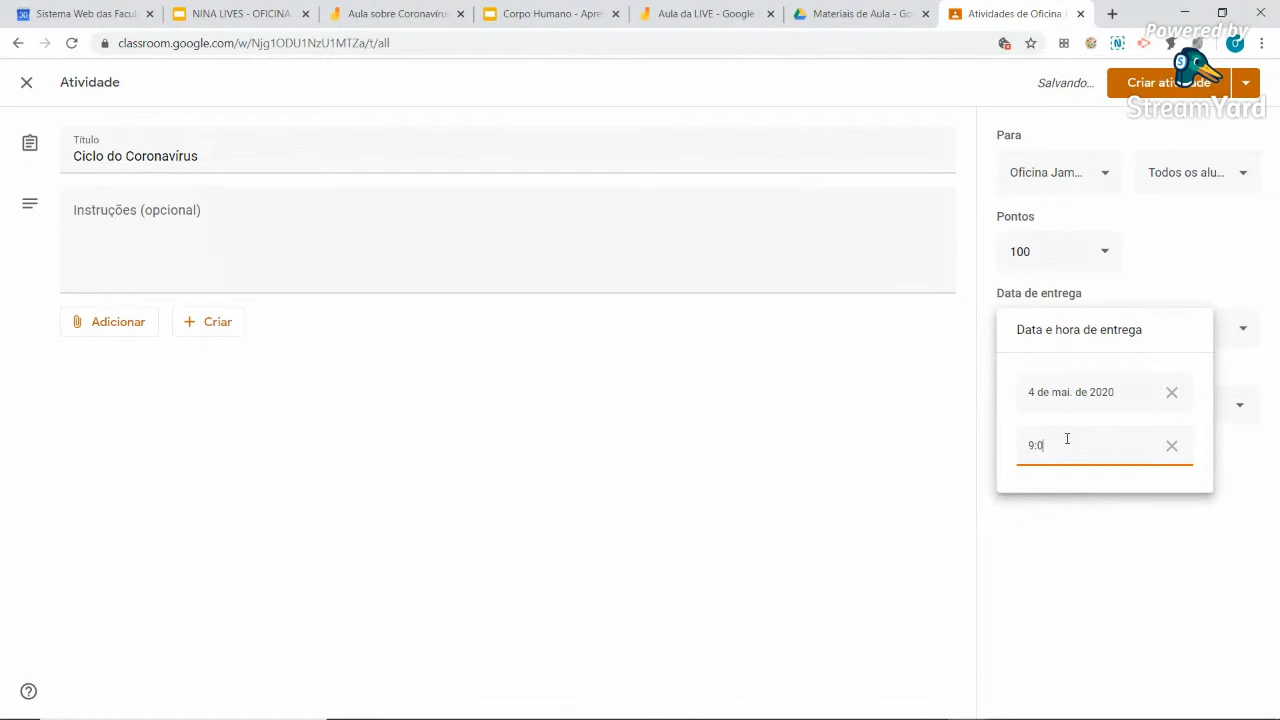 Sistema Web das Facul
NINA LIVEOFICINA
Aula sobre Coronavírus
Corpo Humano - Apre
Aula da LIVE - Google
Materiais de Aula - Go
Atividades de Oficina
classroom.google.com/w/Njg1ODU1NzU1MTZa/t/all
Powered by
StreamYard
Atividade
Salvando...
Criar atividade
Título
Ciclo do Coronavírus
Instruções (opcional)
Adicionar
Criar
Para
Oficina Jam...
Todos os alu...
Pontos
100
Data de entrega
Data e hora de entrega
4 de mai. de 2020
9:0